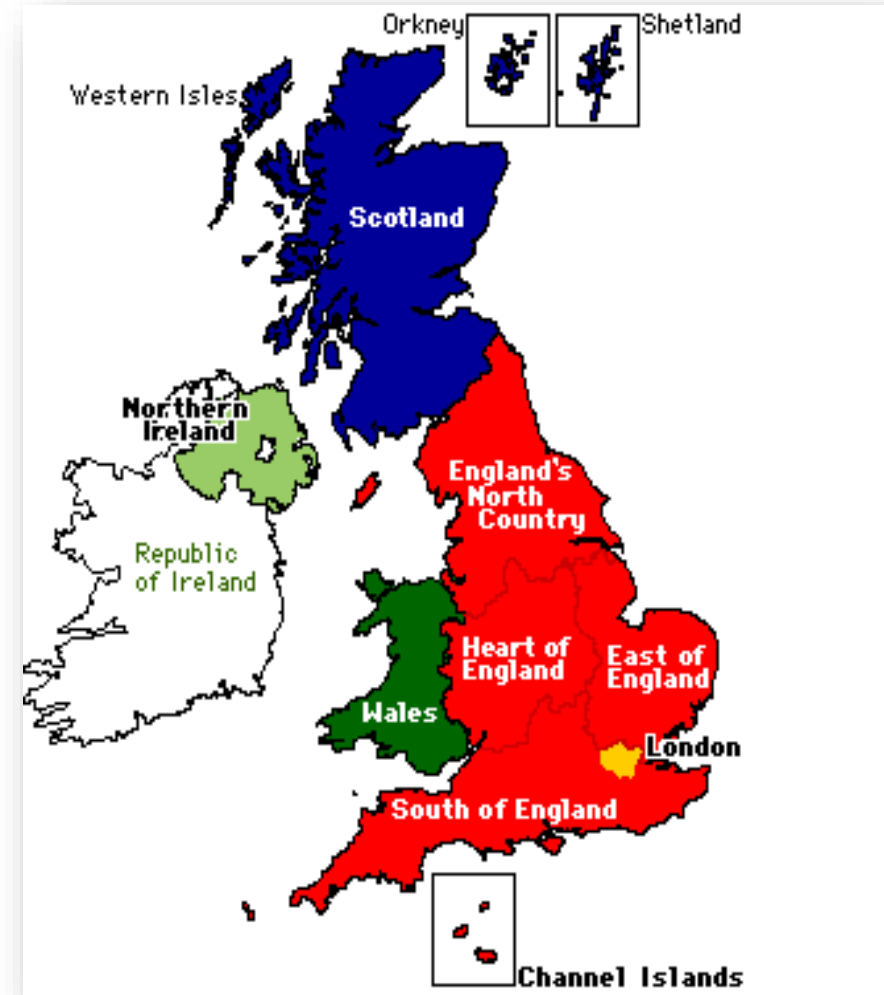 Orkney
Shetland
Western Isles
Scotland
Northern
Ireland
England's
North
Country
Republic
of Ireland
Heart of
England
East of
England
Wales
London
South of England
Channel Islands